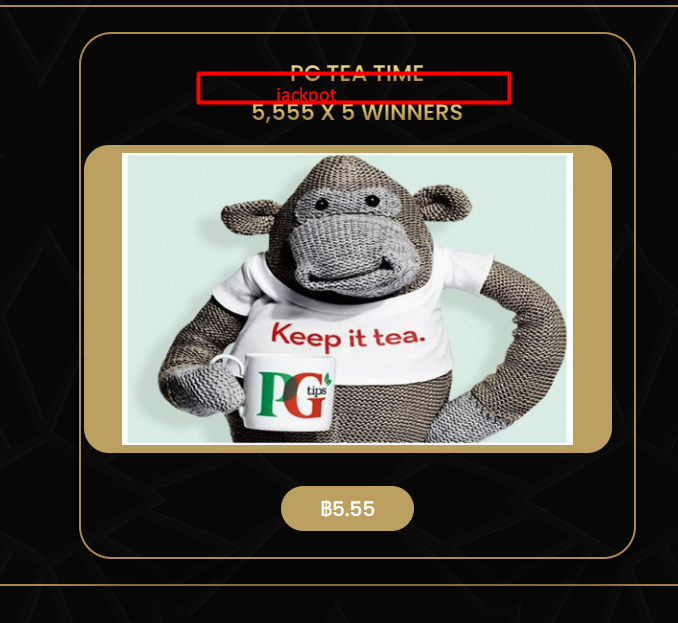 PG TEA TIME
jackpot
5,555 X 5 WINNERS
Keep it tea.
PG tips
฿5.55